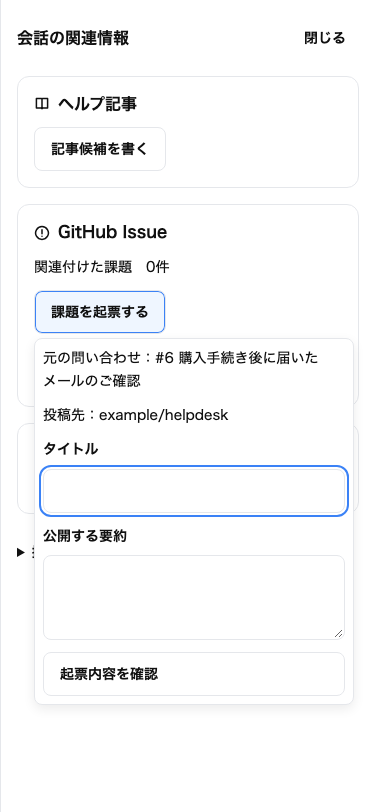 会話の関連情報
閉じる
ヘルプ記事
記事候補を書く
GitHub Issue
関連付けた課題 0件
課題を起票する
元の問い合わせ：#6 購入手続き後に届いた
メールのご確認
投稿先：example/helpdesk
タイトル
公開する要約
起票内容を確認